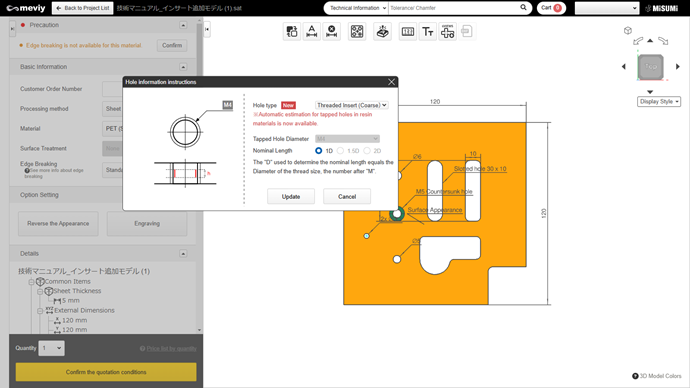 meviy
Back to Project List
技術マニュアル_インサート追加モデル (1).sat
Technical Information
Tolerance/ Chamfer
Cart
0
MiSUMi
Precaution
Edge breaking is not available for this material.
Confirm
Basic Information
Customer Order Number
Processing method
Sheet
Material
PET (S
Surface Treatment
Edge Breaking
See more info about edge breaking
Standa
Option Setting
Reverse the Appearance
Engraving
Details
技術マニュアル_インサート追加モデル (1)
Common Items
Sheet Thickness
5 mm
External Dimensions
X
120 mm
Y
120 mm
Quantity
1
Price list for quantity
Confirm the quotation conditions
Hole information instructions
M4
Hole type
New
Threaded Insert (Coarse)
※Automatic estimation for tapped holes in resin
materials is now available.
Tapped Hole Diameter
M4
Nominal Length
1D
1.5D
2D
The "D" used to determine the nominal length equals the
Diameter of the thread size, the number after "M".
Update
Cancel
Display Style
120
10
Slotted hole 30 x 10
M5 Countersunk hole
Surface Appearance
120
3D Model Colors